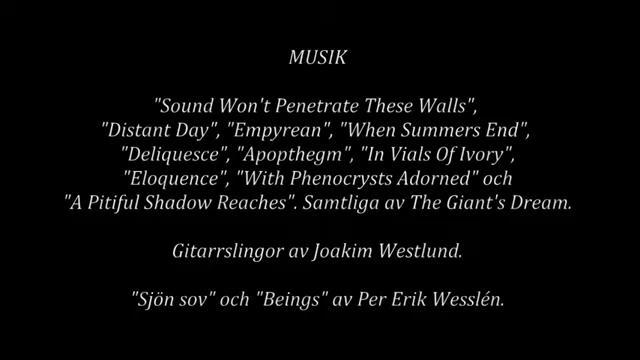 MUSIK
"Sound Won't Penetrate These Walls",
"Distant Day", "Empyrean", "When Summers End",
"Deliquesce", "Apopthegm", "In Vials Of Ivory",
"Eloquence", "With Phenocrysts Adorned" och
"A Pitiful Shadow Reaches". Samtliga av The Giant's Dream.
Gitarrslingor av Joakim Westlund.
"Sjön sov" och "Beings" av Per Erik Wesslén.